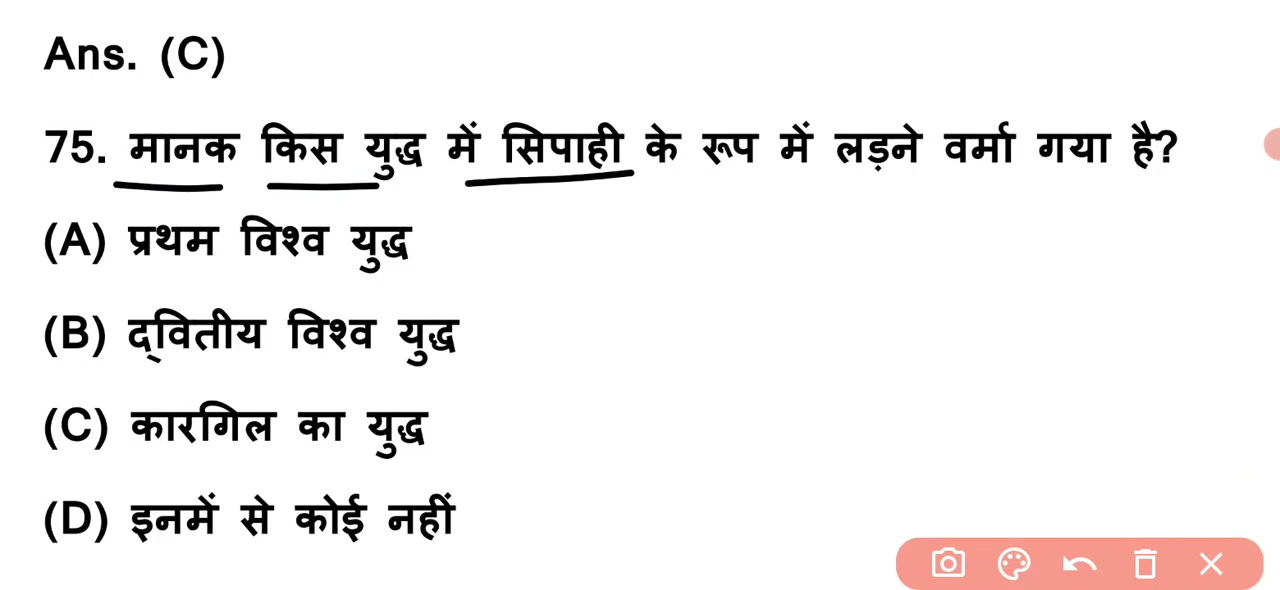 Ans. (C)
75. मानक किस युद्ध में सिपाही के रूप में लड़ने वर्मा गया है?
(A) प्रथम विश्व युद्ध
(B) द्‌वितीय विश्व युद्ध
(C) कारगिल का युद्ध
(D) इनमें से कोई नहीं